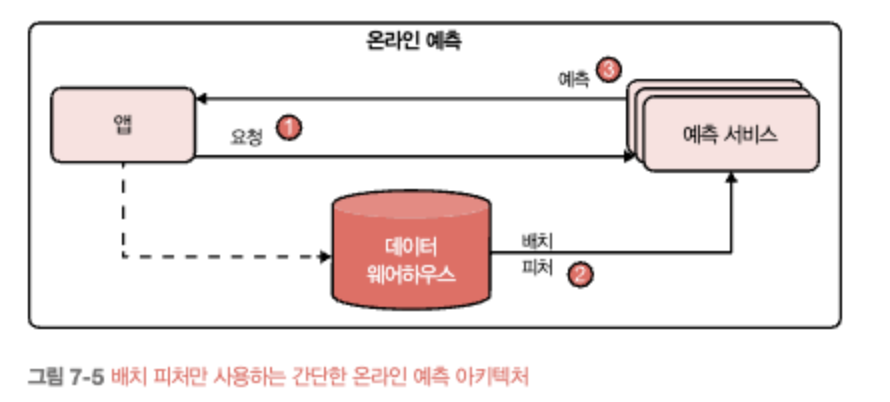 온라인 예측
예측 3
앱
요청 1
예측 서비스
데이터
웨어하우스
배치
피처 2
그림 7-5 배치 피처만 사용하는 간단한 온라인 예측 아키텍처